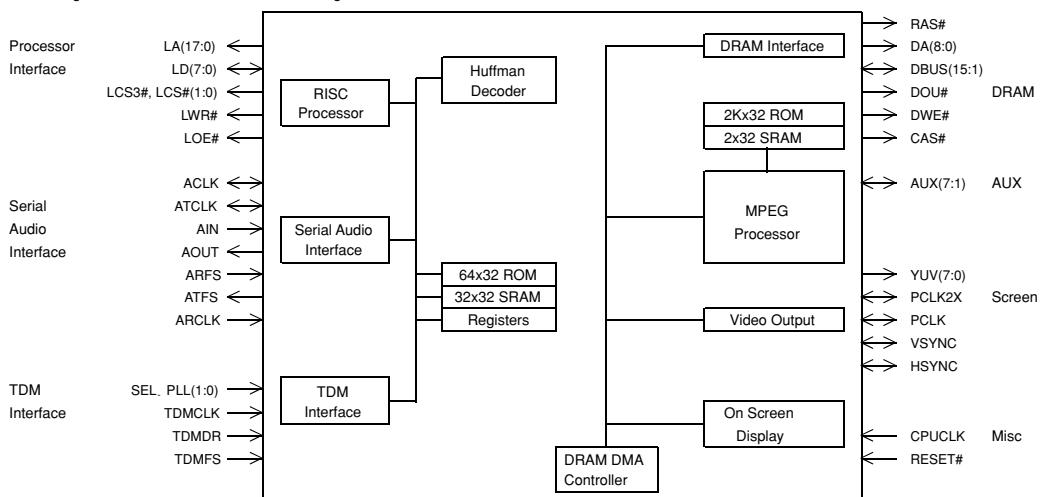 Processor
Interface
LA(17:0)
LD(7:0)
LCS3#, LCS#(1:0)
LWR#
LOE#
Serial
Audio
Interface
ACLK
ATCLK
AIN
AOUT
ARFS
ATFS
ARCLK
TDM
Interface
SEL_PLL(1:0)
TDMCLK
TDMDR
TDMFS
RISC
Processor
Huffman
Decoder
Serial Audio
Interface
64x32 ROM
32x32 SRAM
Registers
TDM
Interface
DRAM Interface
2Kx32 ROM
2x32 SRAM
MPEG
Processor
Video Output
On Screen
Display
DRAM DMA
Controller
RAS#
DA(8:0)
DBUS(15:1)
DOU# DRAM
DWE#
CAS#
AUX(7:1) AUX
YUV(7:0)
PCLK2X Screen
PCLK
VSYNC
HSYNC
CPUCLK Misc
RESET#